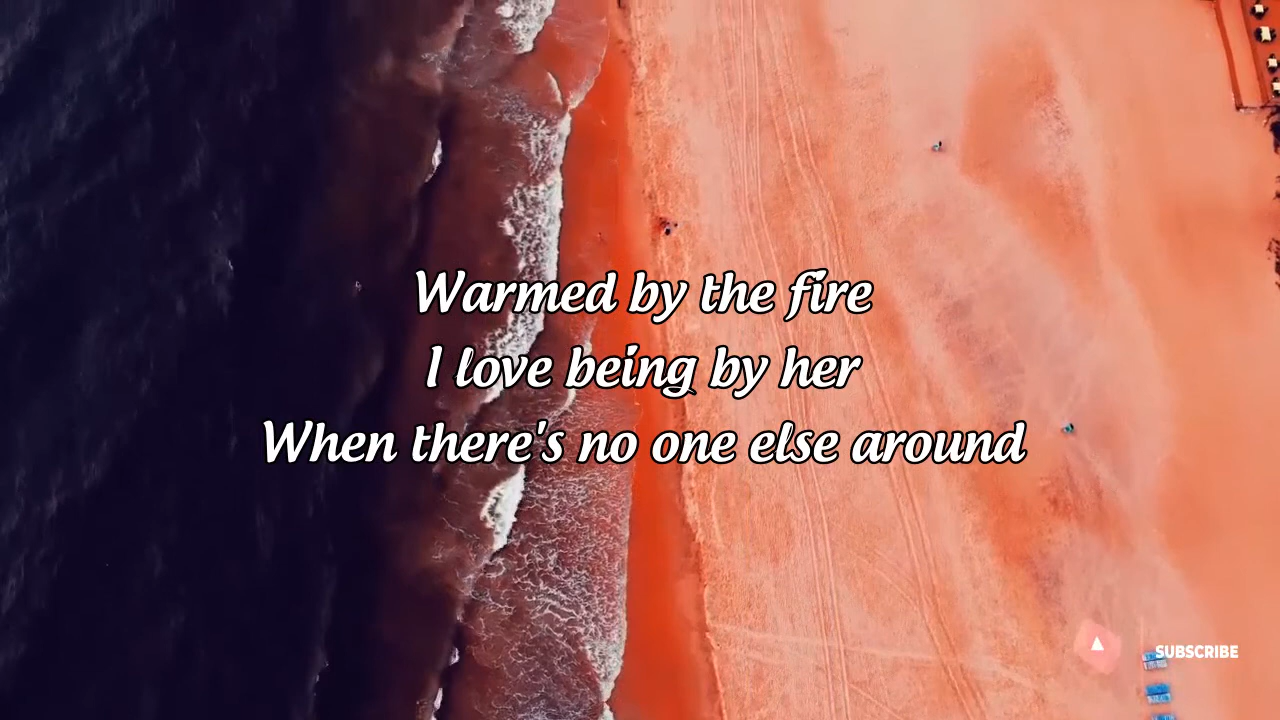 Warmed by the fire
I love being by her
When there's no one else around
SUBSCRIBE